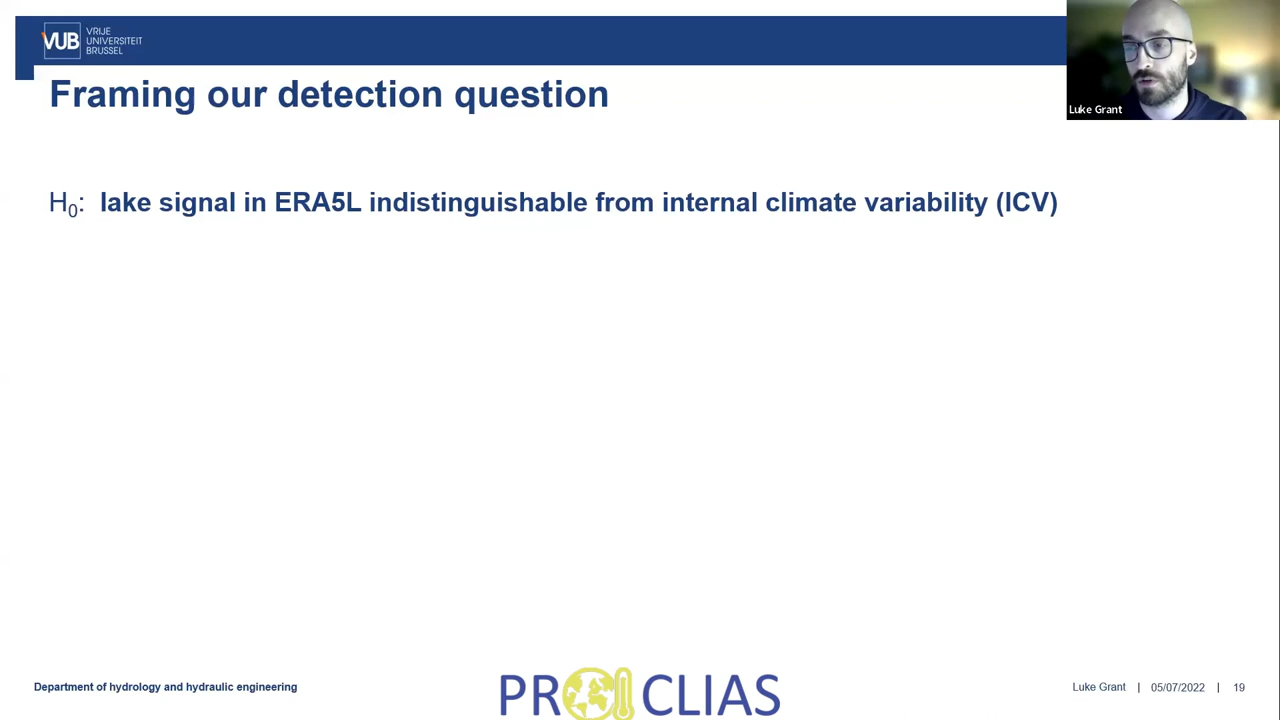 VUB
VRIJE
UNIVERSITEIT
BRUSSEL
Luke Grant
Framing our detection question
H₀: lake signal in ERA5L indistinguishable from internal climate variability (ICV)
Department of hydrology and hydraulic engineering
PROCLIAS
Luke Grant | 05/07/2022 | 19